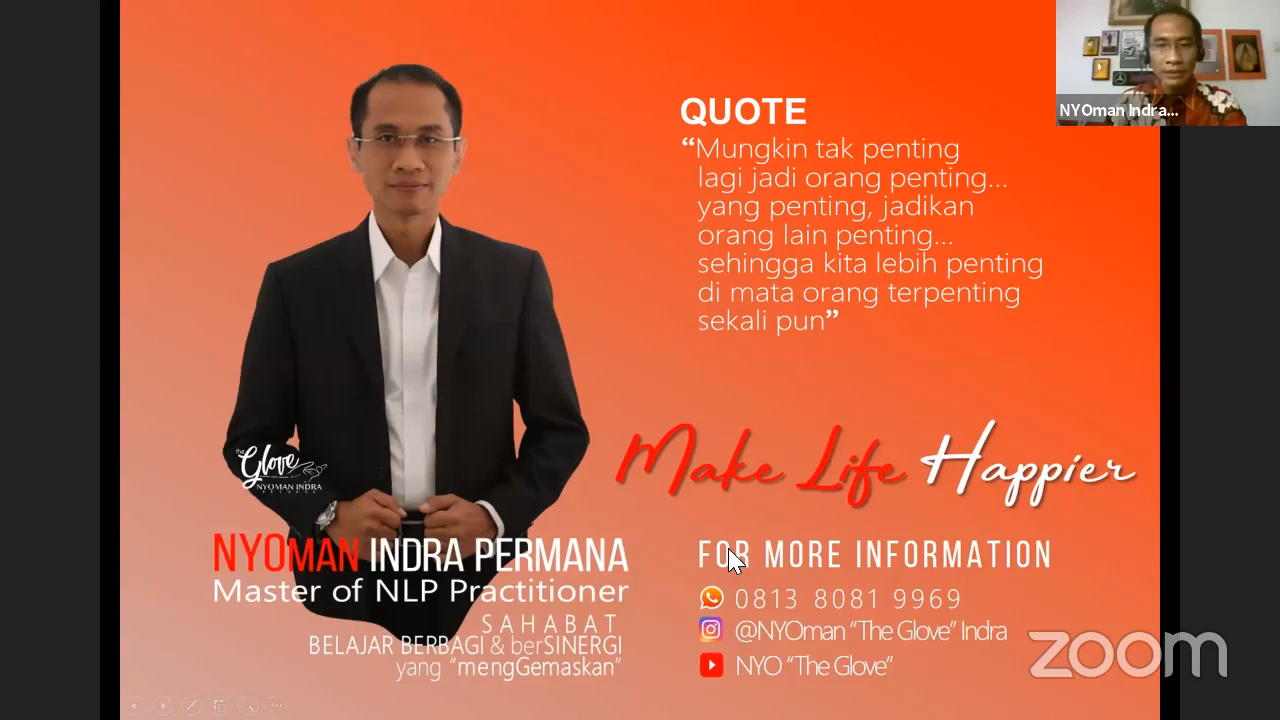 NYOman Indra...
QUOTE
“Mungkin tak penting
lagi jadi orang penting...
yang penting, jadikan
orang lain penting...
sehingga kita lebih penting
di mata orang terpenting
sekali pun”
Make Life Happier
The Glove
NYOMAN INDRA
NYOMAN INDRA PERMANA
Master of NLP Practitioner
SAHABAT
BELAJAR BERBAGI & berSINERGI
yang “mengGemaskan”
FOR MORE INFORMATION
0813 8081 9969
@NYOman “The Glove” Indra
NYO “The Glove”
zoom